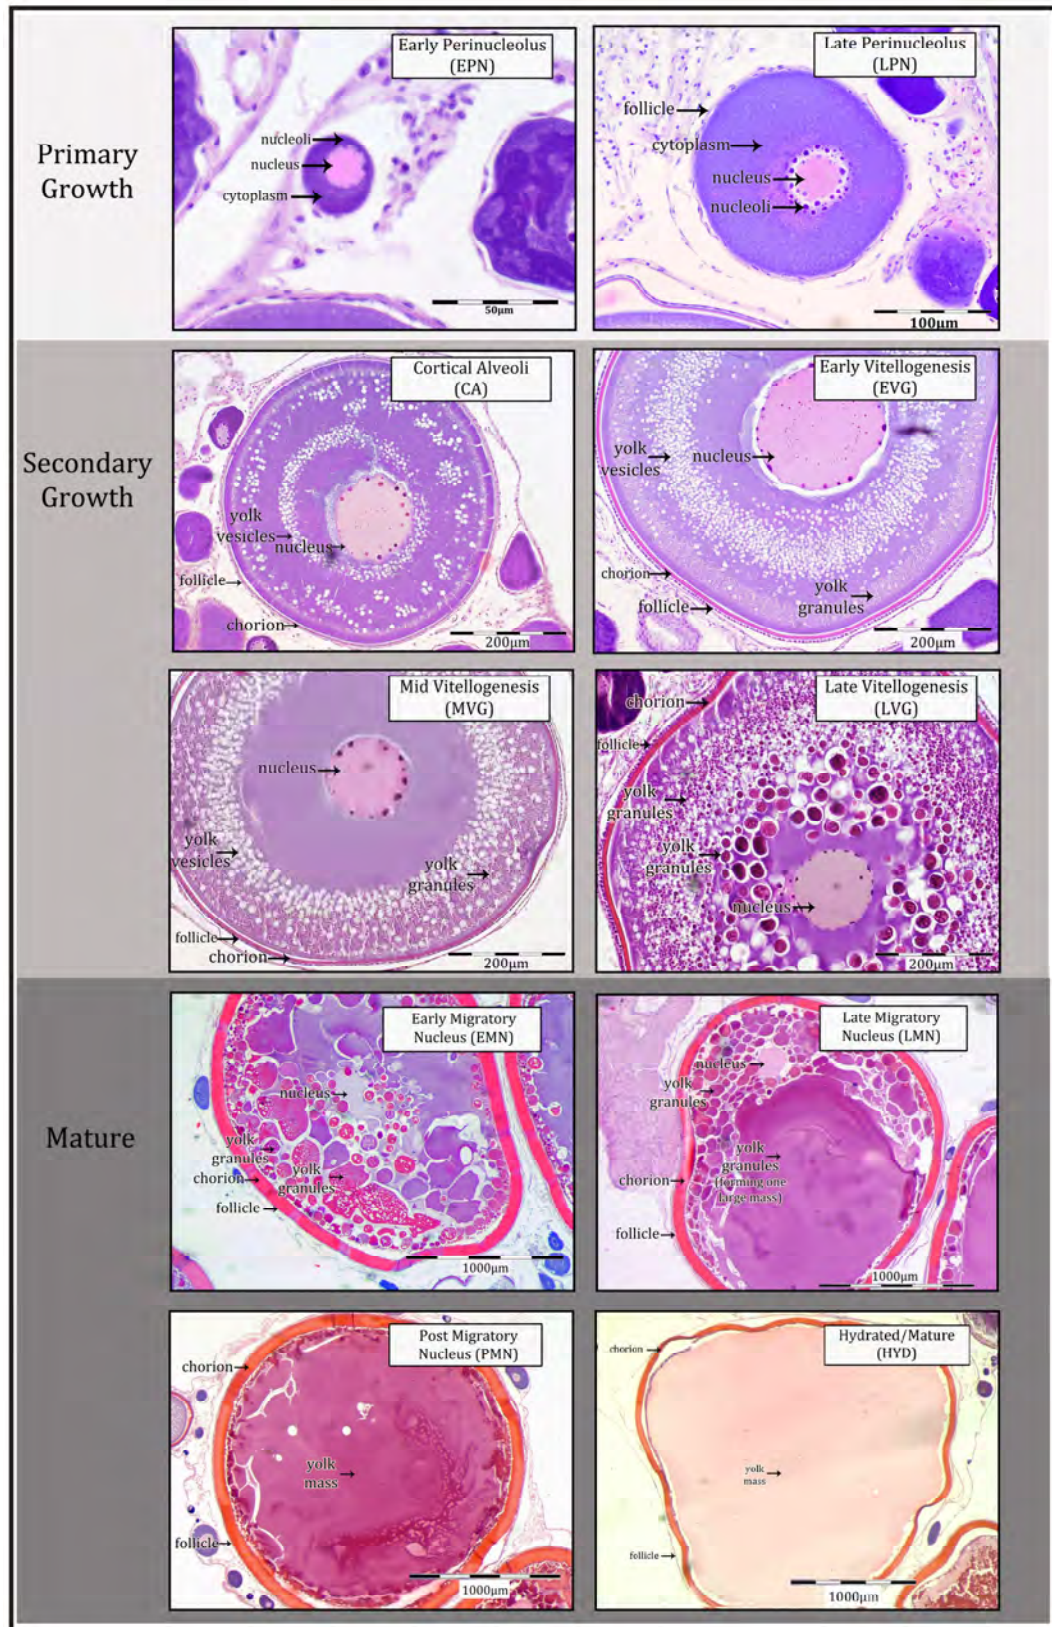 Primary
Growth
Early Perinucleolus
(EPN)
nucleoli
nucleus
cytoplasm
50µm
Late Perinucleolus
(LPN)
follicle
cytoplasm
nucleus
nucleoli
100µm
Secondary
Growth
Cortical Alveoli
(CA)
yolk
vesicles
nucleus
follicle
chorion
200µm
Early Vitellogenesis
(EVG)
yolk
vesicles
nucleus
chorion
yolk
granules
follicle
200µm
Mid Vitellogenesis
(MVG)
nucleus
yolk
vesicles
yolk
granules
follicle
chorion
200µm
Late Vitellogenesis
(LVG)
chorion
follicle
yolk
granules
yolk
granules
nucleus
200µm
Mature
Early Migratory
Nucleus (EMN)
nucleus
yolk
granules
yolk
granules
chorion
follicle
1000µm
Late Migratory
Nucleus (LMN)
nucleus
yolk
granules
yolk
granules
(forming one
large mass)
chorion
follicle
1000µm
Post Migratory
Nucleus (PMN)
chorion
yolk
mass
follicle
1000µm
Hydrated/Mature
(HYD)
chorion
yolk
mass
follicle
1000µm